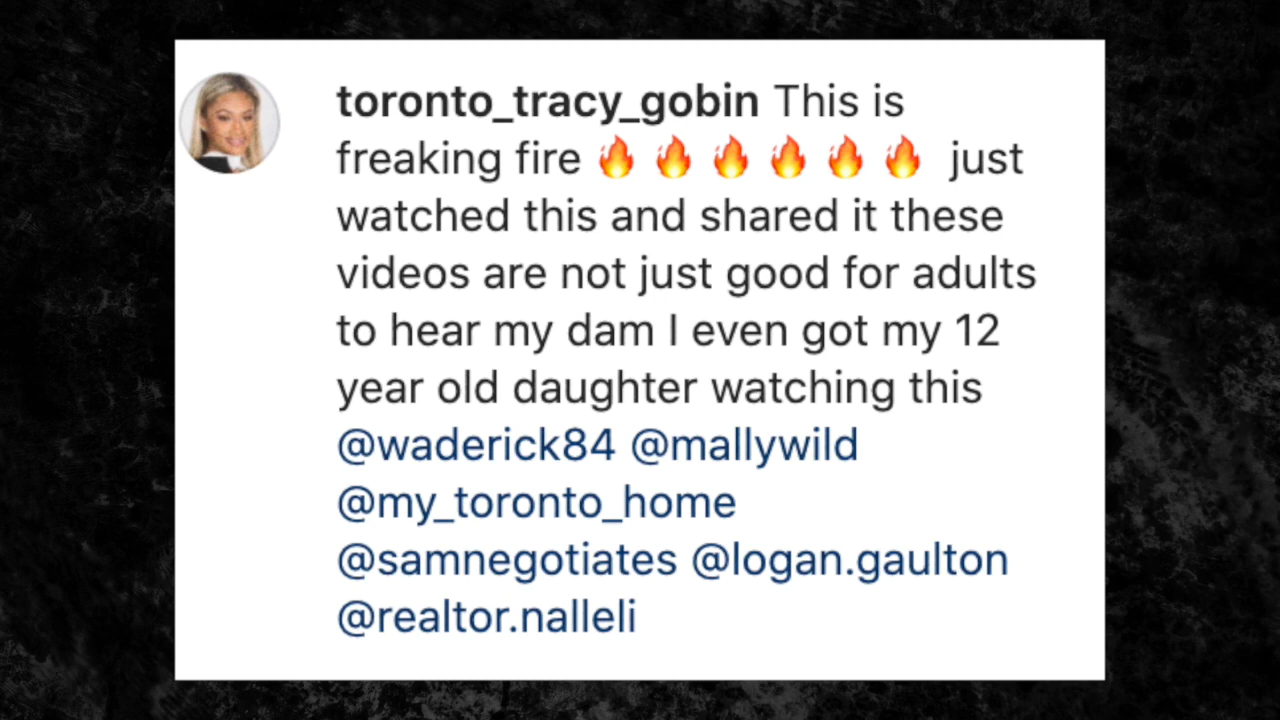 toronto_tracy_gobin This is
freaking fire 🔥 🔥 🔥 🔥 🔥 🔥 just
watched this and shared it these
videos are not just good for adults
to hear my dam I even got my 12
year old daughter watching this
@waderick84 @mallywild
@my_toronto_home
@samnegotiates @logan.gaulton
@realtor.nalleli